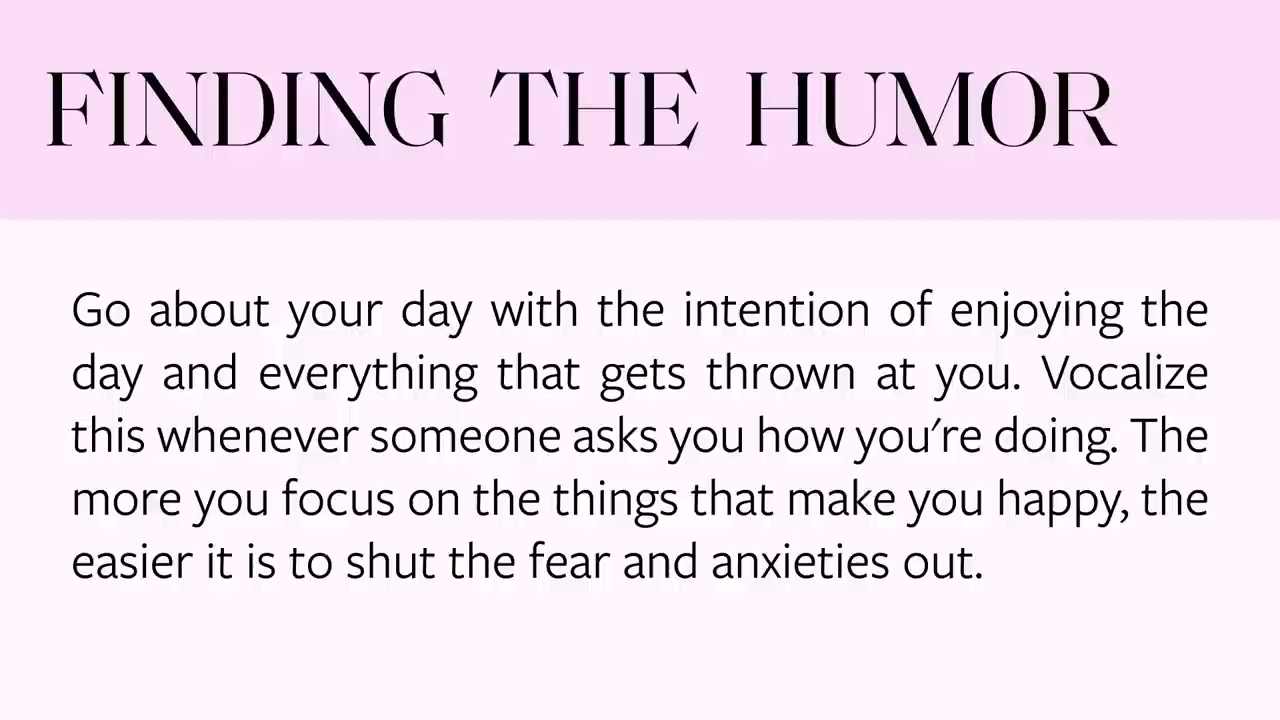 FINDING THE HUMOR
Go about your day with the intention of enjoying the
day and everything that gets thrown at you. Vocalize
this whenever someone asks you how you're doing. The
more you focus on the things that make you happy, the
easier it is to shut the fear and anxieties out.